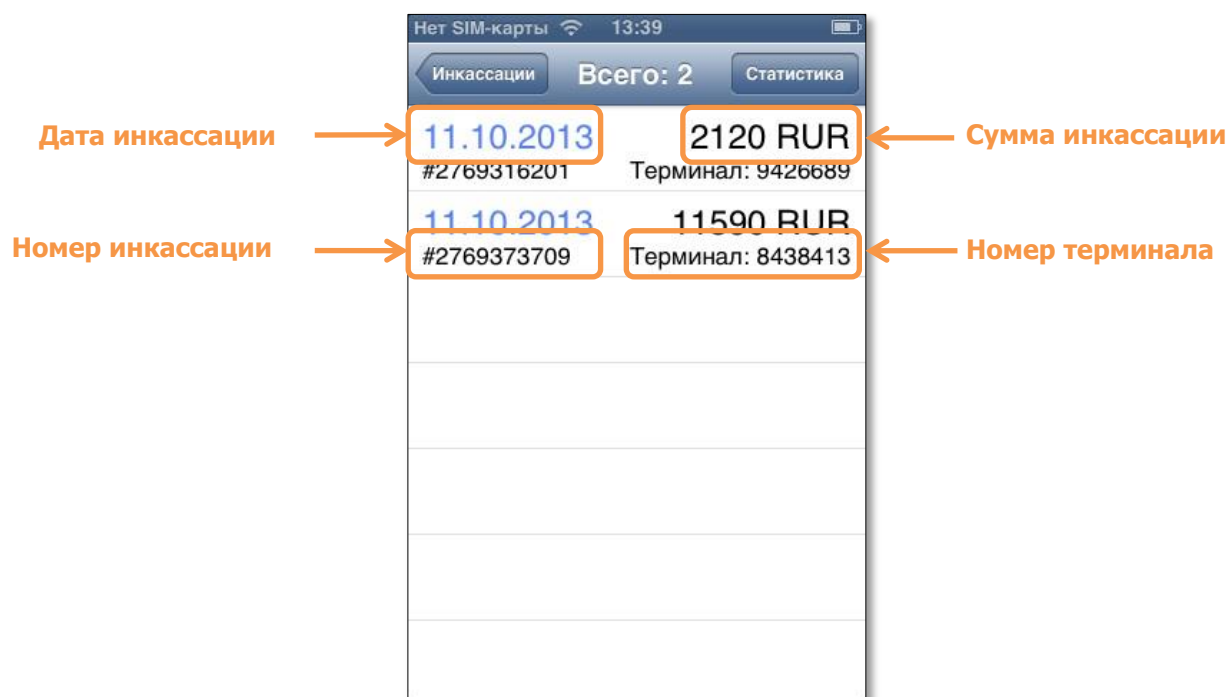 Нет SIM-карты 13:39
Инкассации Всего: 2 Статистика
Дата инкассации 11.10.2013 2120 RUR Сумма инкассации
#2769316201 Терминал: 9426689
11.10.2013 11590 RUR
Номер инкассации #2769373709 Терминал: 8438413 Номер терминала